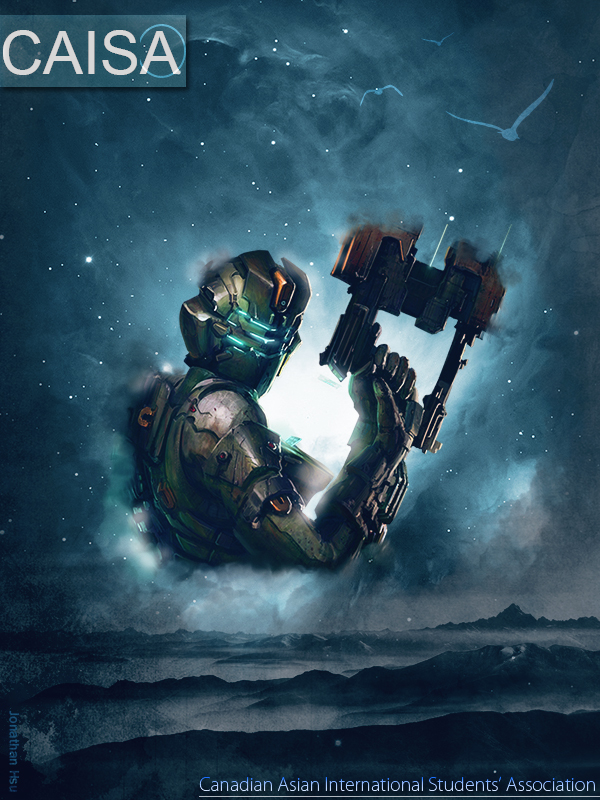 CAISA
Jonathan Hsu
Canadian Asian International Students' Association